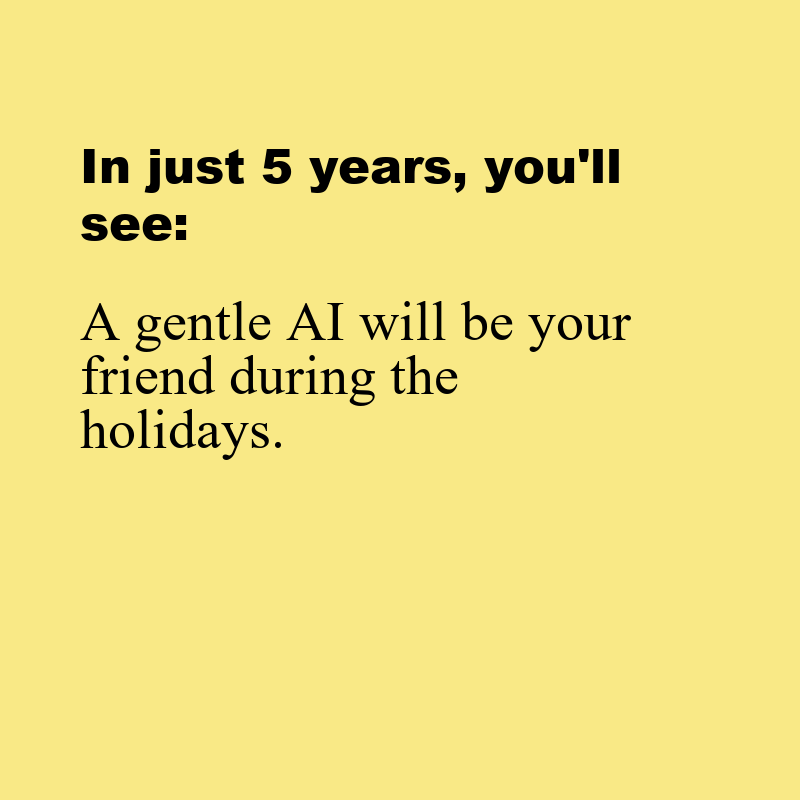 In just 5 years, you'll
see:
A gentle AI will be your
friend during the
holidays.